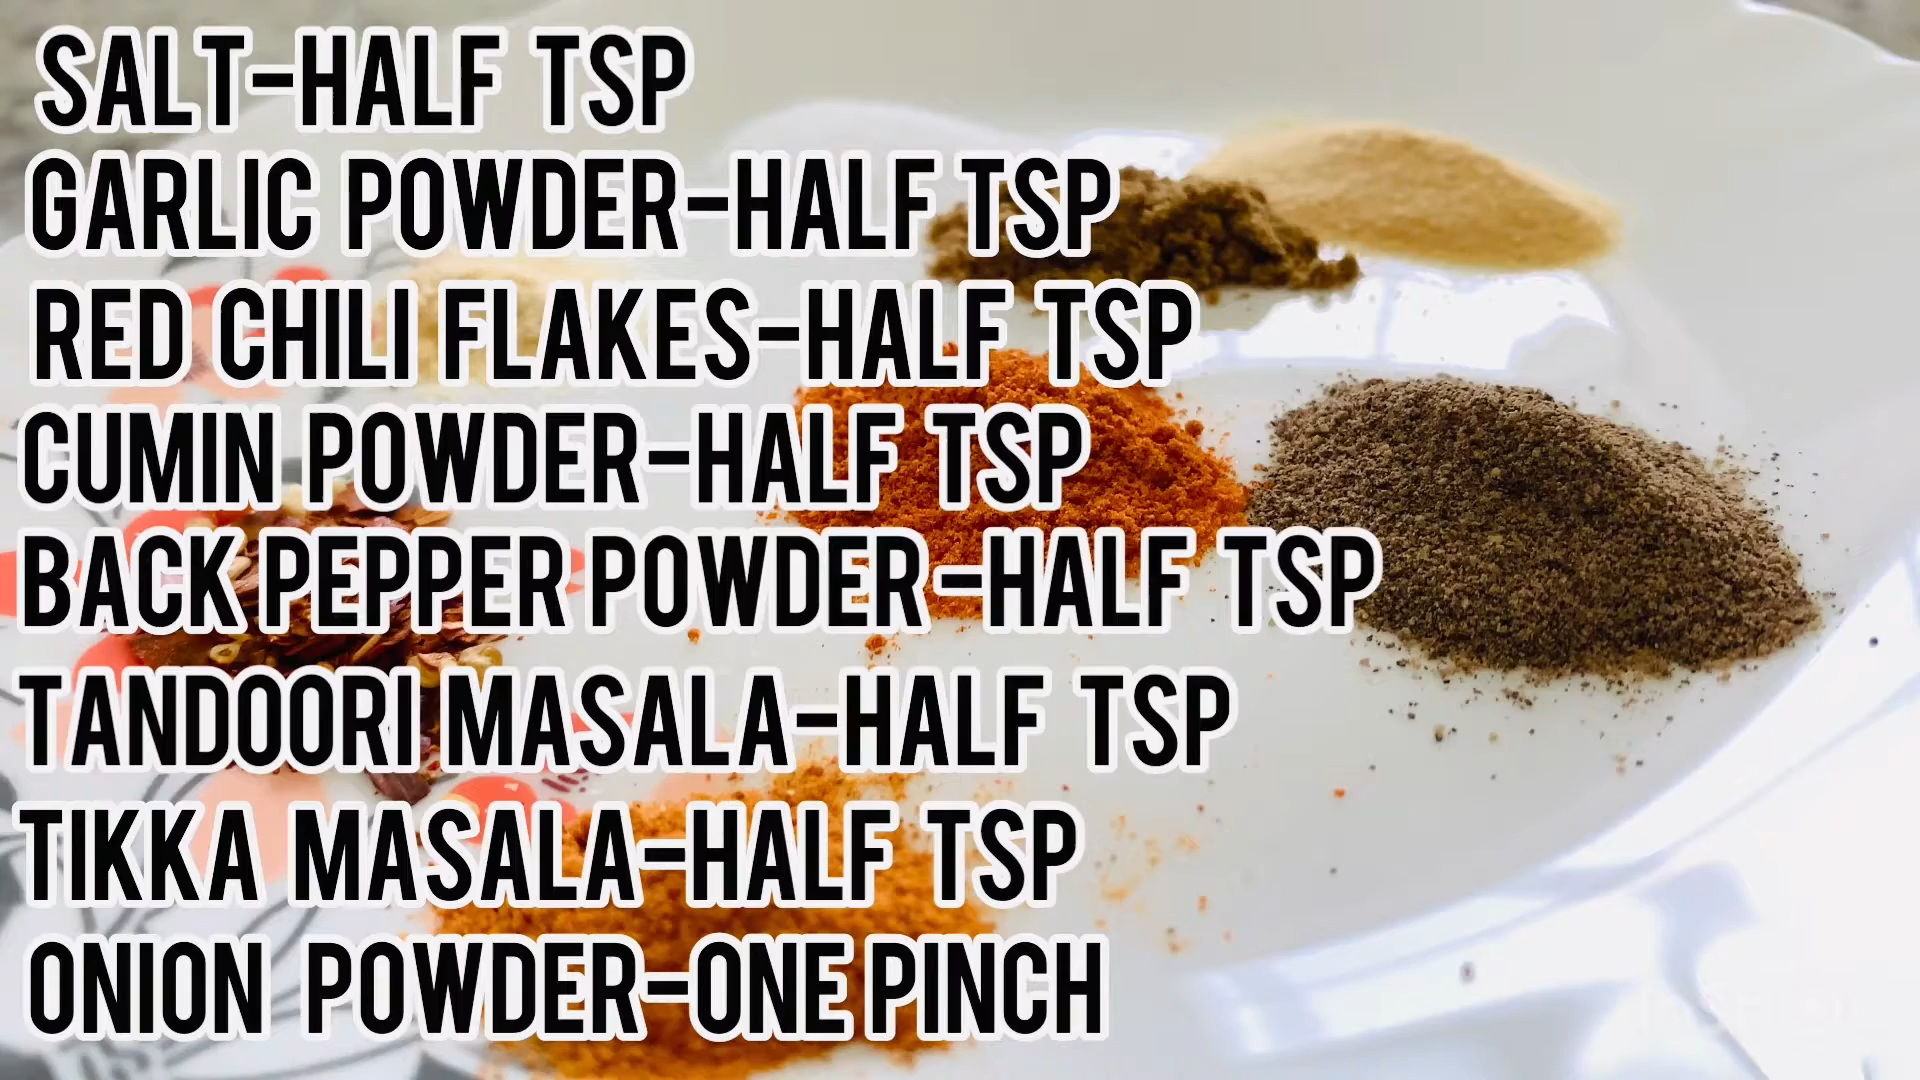 SALT-HALF TSP
GARLIC POWDER-HALF TSP
RED CHILI FLAKES-HALF TSP
CUMIN POWDER-HALF TSP
BACK PEPPER POWDER-HALF TSP
TANDOORI MASALA-HALF TSP
TIKKA MASALA-HALF TSP
ONION POWDER-ONE PINCH